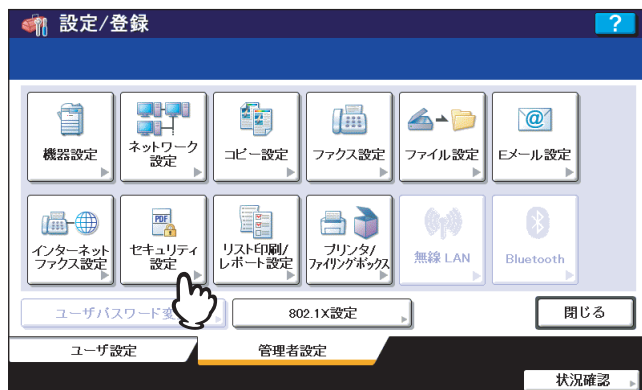 設定/登録
?
機器設定
ネットワーク
設定
コピー設定
ファクス設定
ファイル設定
@
Eメール設定
インターネット
ファクス設定
PDF
セキュリティ
設定
リスト印刷/
レポート設定
プリンタ/
ファイリングボックス
無線 LAN
Bluetooth
ユーザパスワード変
802.1X設定
閉じる
ユーザ設定
管理者設定
状況確認